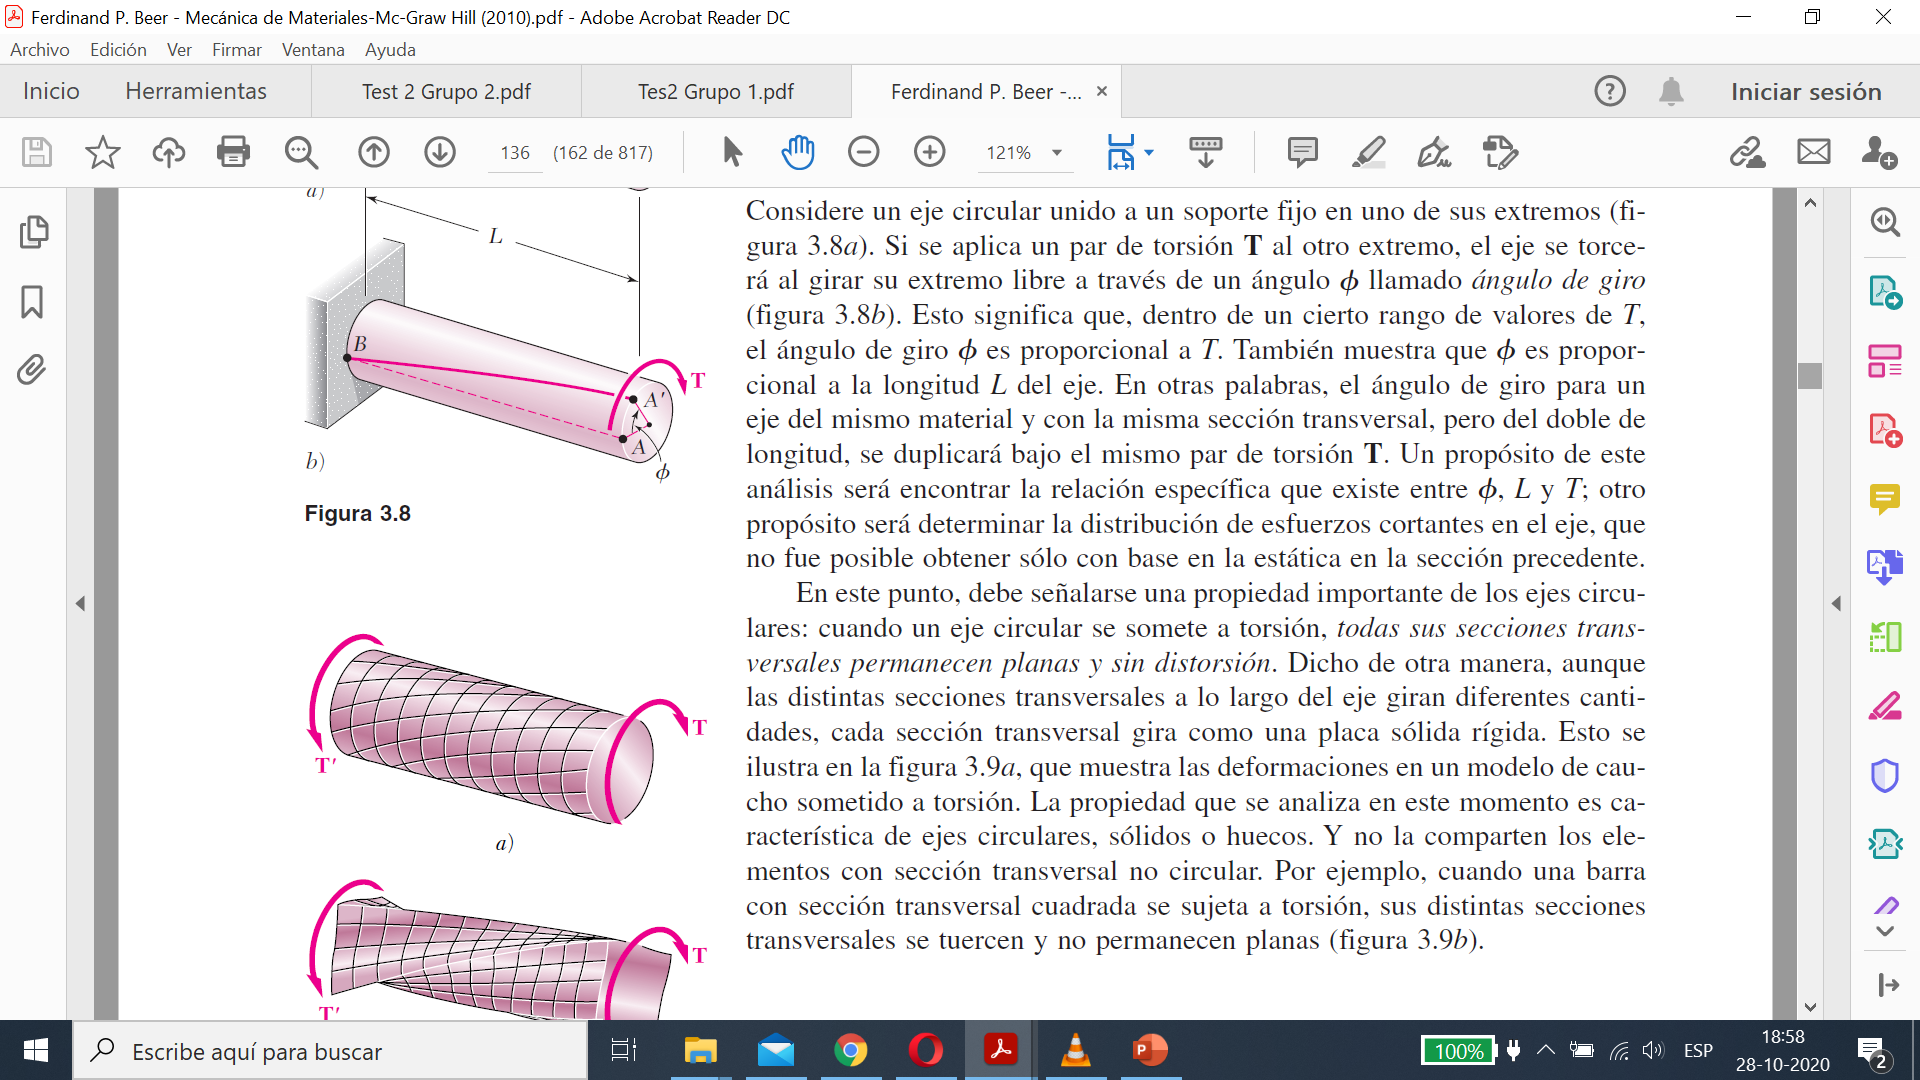 Ferdinand P. Beer - Mecánica de Materiales-Mc-Graw Hill (2010).pdf - Adobe Acrobat Reader DC
Archivo Edición Ver Firmar Ventana Ayuda
Inicio Herramientas Test 2 Grupo 2.pdf Tes2 Grupo 1.pdf Ferdinand P. Beer -... × Iniciar sesión
136 (162 de 817) 121%
a)
L
B
T
A'
A
ϕ
b)
Figura 3.8
T
T'
a)
T
T'
Considere un eje circular unido a un soporte fijo en uno de sus extremos (fi-
gura 3.8a). Si se aplica un par de torsión T al otro extremo, el eje se torce-
rá al girar su extremo libre a través de un ángulo ϕ llamado ángulo de giro
(figura 3.8b). Esto significa que, dentro de un cierto rango de valores de T,
el ángulo de giro ϕ es proporcional a T. También muestra que ϕ es propor-
cional a la longitud L del eje. En otras palabras, el ángulo de giro para un
eje del mismo material y con la misma sección transversal, pero del doble de
longitud, se duplicará bajo el mismo par de torsión T. Un propósito de este
análisis será encontrar la relación específica que existe entre ϕ, L y T; otro
propósito será determinar la distribución de esfuerzos cortantes en el eje, que
no fue posible obtener sólo con base en la estática en la sección precedente.
En este punto, debe señalarse una propiedad importante de los ejes circu-
lares: cuando un eje circular se somete a torsión, todas sus secciones trans-
versales permanecen planas y sin distorsión. Dicho de otra manera, aunque
las distintas secciones transversales a lo largo del eje giran diferentes canti-
dades, cada sección transversal gira como una placa sólida rígida. Esto se
ilustra en la figura 3.9a, que muestra las deformaciones en un modelo de cau-
cho sometido a torsión. La propiedad que se analiza en este momento es ca-
racterística de ejes circulares, sólidos o huecos. Y no la comparten los ele-
mentos con sección transversal no circular. Por ejemplo, cuando una barra
con sección transversal cuadrada se sujeta a torsión, sus distintas secciones
transversales se tuercen y no permanecen planas (figura 3.9b).
Escribe aquí para buscar
100%
ESP
18:58
28-10-2020
2